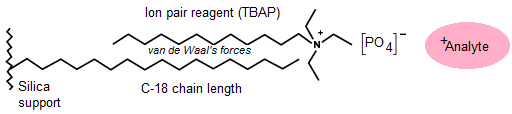 Ion pair reagent (TBAP)
van de Waal's forces
N+
[PO4]−
+Analyte
Silica
support
C-18 chain length